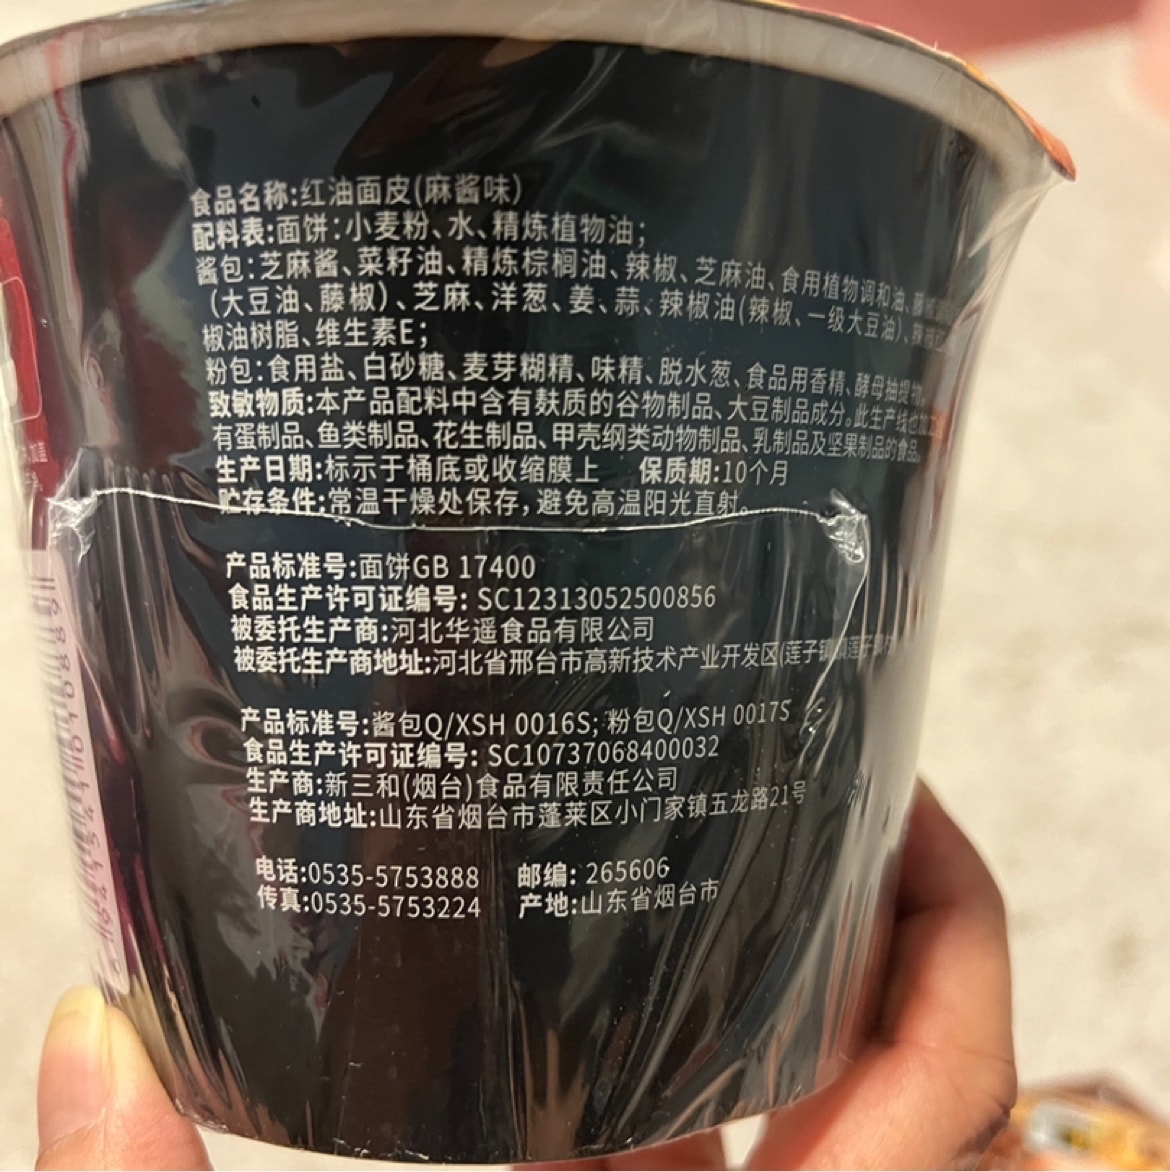 食品名称:红油面皮(麻酱味)
配料表:面饼:小麦粉、水、精炼植物油;
酱包:芝麻酱、菜籽油、精炼棕榈油、辣椒、芝麻油、食用植物调和油、
(大豆油、藤椒)、芝麻、洋葱、姜、蒜、辣椒油(辣椒、一级大豆油)、
椒油树脂、维生素E;
粉包:食用盐、白砂糖、麦芽糊精、味精、脱水葱、食品用香精、酵母抽提物。
致敏物质:本产品配料中含有麸质的谷物制品、大豆制品成分。此生产线也加工
有蛋制品、鱼类制品、花生制品、甲壳纲类动物制品、乳制品及坚果制品的食品。
生产日期:标示于桶底或收缩膜上 保质期:10个月
贮存条件:常温干燥处保存,避免高温阳光直射。
产品标准号:面饼GB 17400
食品生产许可证编号: SC12313052500856
被委托生产商:河北华遥食品有限公司
被委托生产商地址:河北省邢台市高新技术产业开发区(莲子镇
产品标准号:酱包Q/XSH 0016S;粉包Q/XSH 0017S
食品生产许可证编号: SC10737068400032
生产商:新三和(烟台)食品有限责任公司
生产商地址:山东省烟台市蓬莱区小门家镇五龙路21号
电话:0535-5753888 邮编: 265606
传真:0535-5753224 产地:山东省烟台市